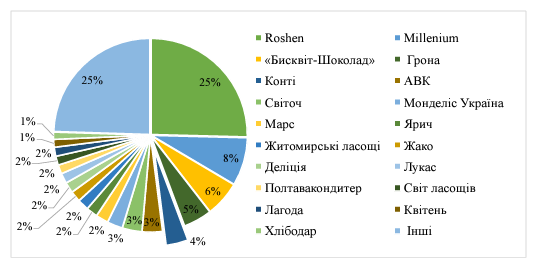 Roshen
Millenium
«Бисквіт-Шоколад»
Грона
Конті
АВК
Світоч
Монделіс Україна
Марс
Ярич
Житомирські ласощі
Жако
Деліція
Лукас
Полтавакондитер
Світ ласощів
Лагода
Квітень
Хлібодар
Інші
25%
8%
6%
5%
4%
3%
3%
3%
2%
2%
2%
2%
2%
2%
2%
2%
2%
1%
1%
25%